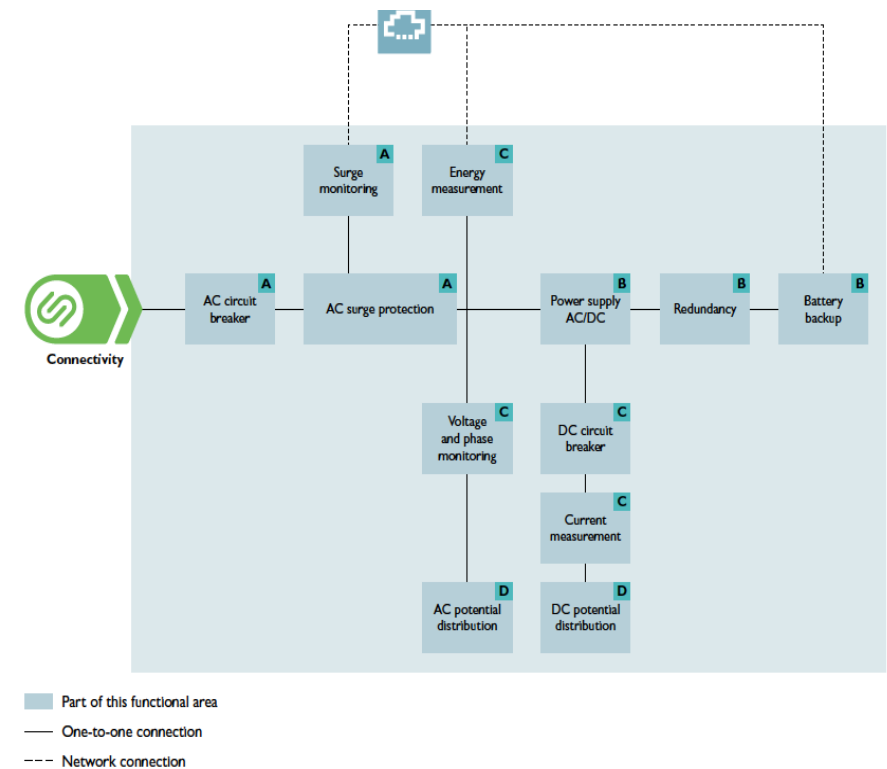 A
Surge
monitoring
C
Energy
measurement
A
AC circuit
breaker
A
AC surge protection
B
Power supply
AC/DC
B
Redundancy
B
Battery
backup
Connectivity
C
Voltage
and phase
monitoring
C
DC circuit
breaker
C
Current
measurement
D
AC potential
distribution
D
DC potential
distribution
Part of this functional area
One-to-one connection
Network connection